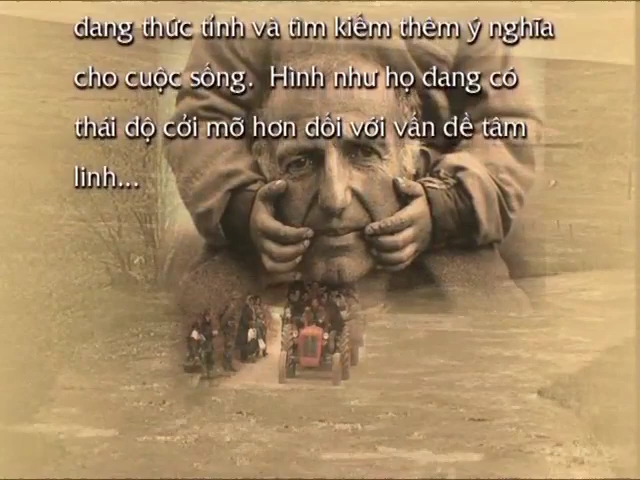 đang thức tỉnh và tìm kiếm thêm ý nghĩa
cho cuộc sống. Hình như họ đang có
thái độ cởi mỡ hơn đối với vấn đề tâm
linh...